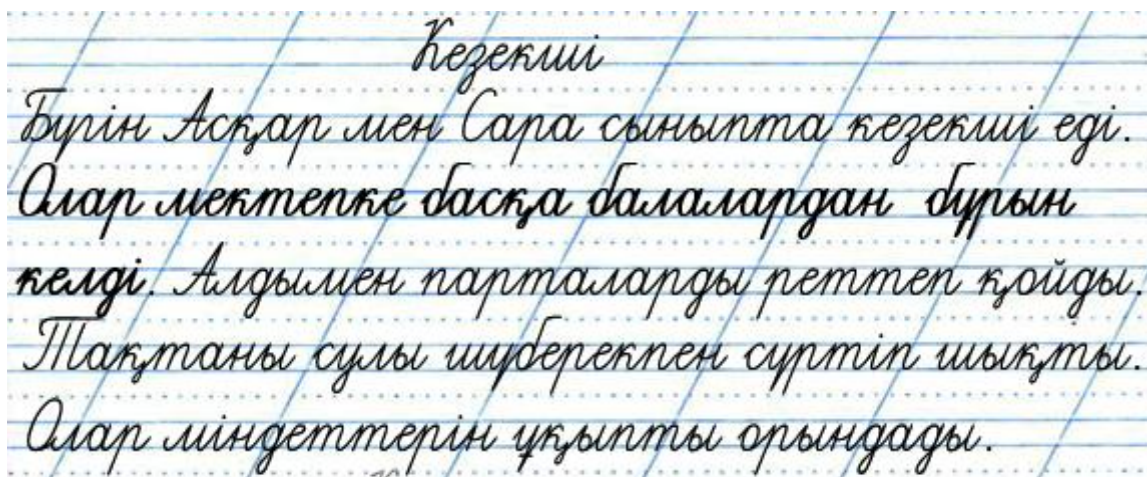 Кезекші
Бүгін Асқар мен Сара сыныпта кезекші еді.
Олар мектепке басқа балалардан бұрын
келді. Алдымен парталарды реттеп қойды.
Тақтаны сулы шүберекпен сүртіп шықты.
Олар міндеттерін ұқыпты орындады.